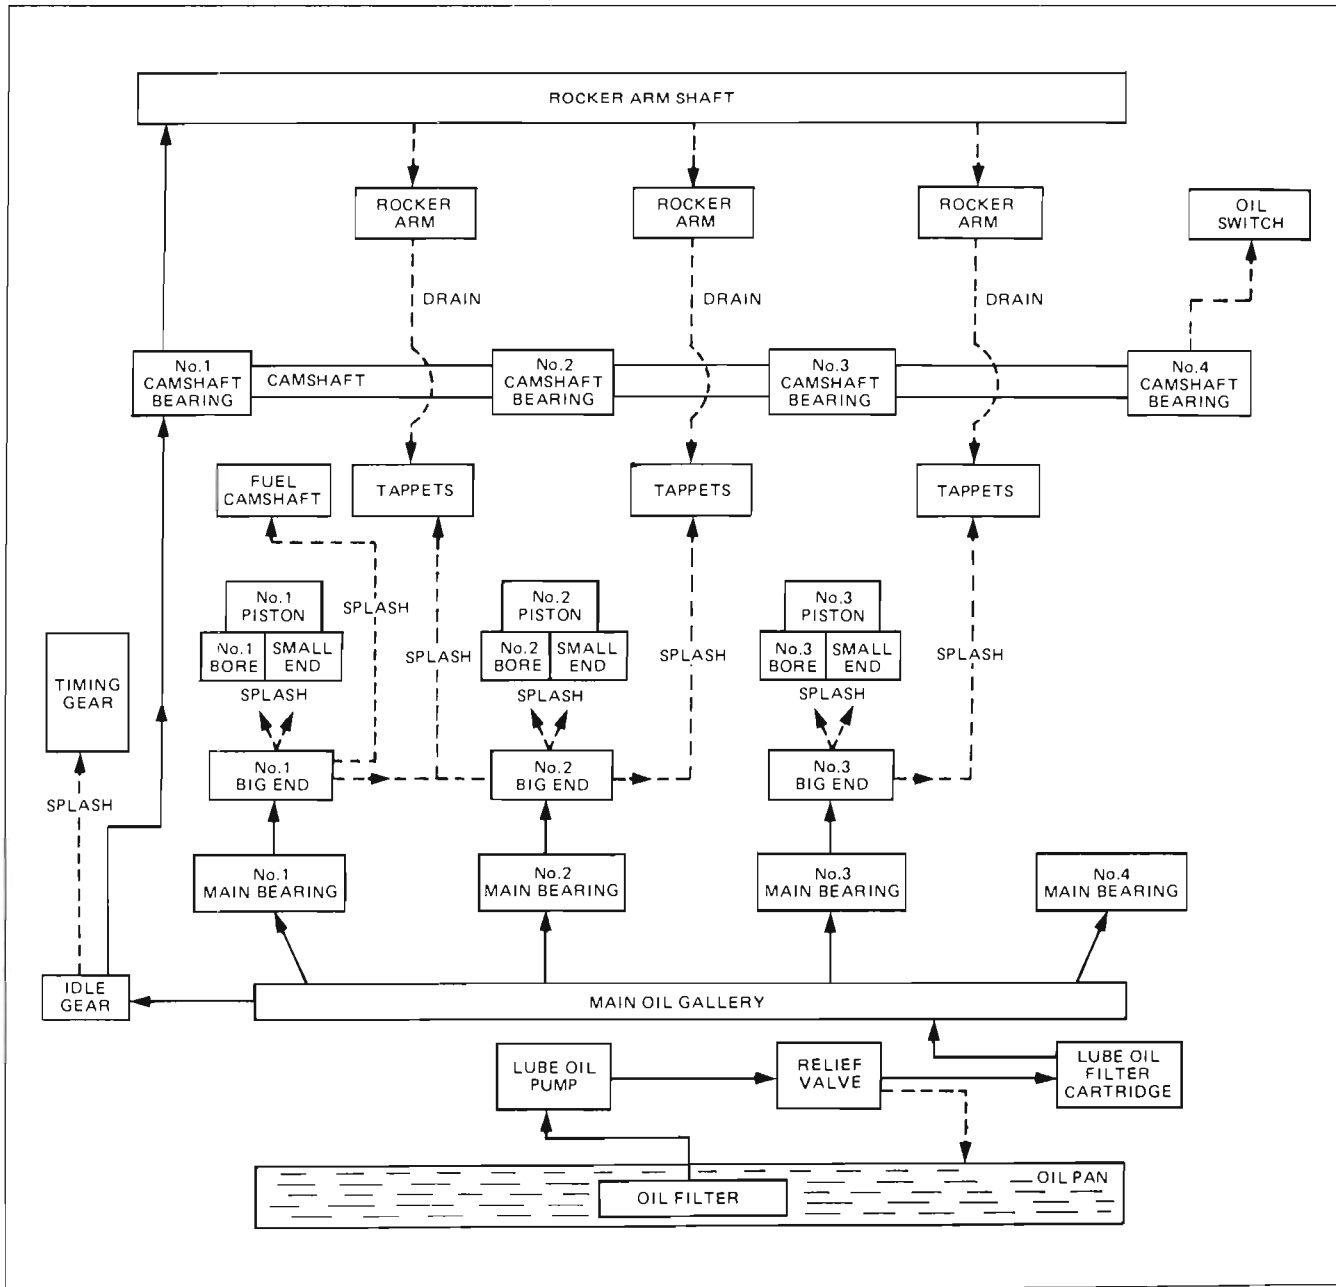 ROCKER ARM SHAFT
ROCKER
ARM
ROCKER
ARM
ROCKER
ARM
OIL
SWITCH
DRAIN
DRAIN
DRAIN
No.1
CAMSHAFT
BEARING
CAMSHAFT
No.2
CAMSHAFT
BEARING
No.3
CAMSHAFT
BEARING
No.4
CAMSHAFT
BEARING
FUEL
CAMSHAFT
TAPPETS
TAPPETS
TAPPETS
No.1
PISTON
No.1
BORE
SMALL
END
SPLASH
SPLASH
SPLASH
No.2
PISTON
No.2
BORE
SMALL
END
SPLASH
SPLASH
No.3
PISTON
No.3
BORE
SMALL
END
SPLASH
SPLASH
TIMING
GEAR
SPLASH
No.1
BIG END
No.2
BIG END
No.3
BIG END
No.1
MAIN BEARING
No.2
MAIN BEARING
No.3
MAIN BEARING
No.4
MAIN BEARING
IDLE
GEAR
MAIN OIL GALLERY
LUBE OIL
PUMP
RELIEF
VALVE
LUBE OIL
FILTER
CARTRIDGE
OIL PAN
OIL FILTER